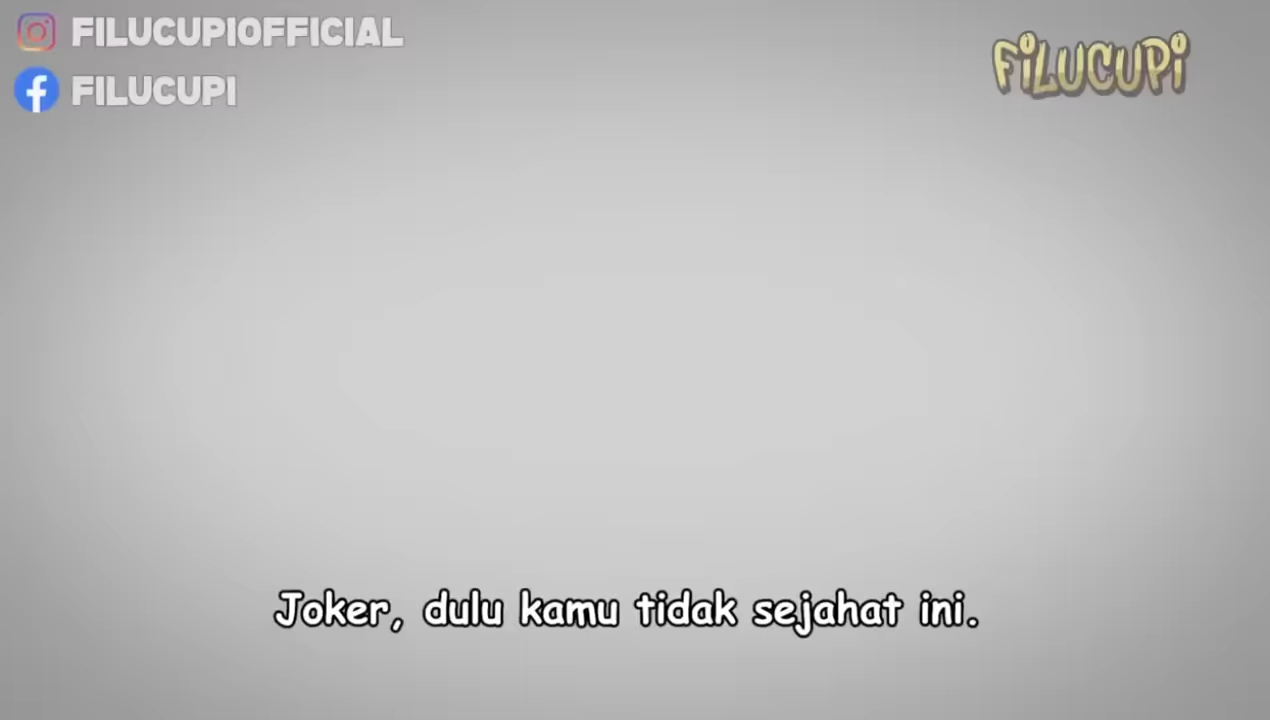 FILUCUPIOFFICIAL
FILUCUPI
FILUCUPI
Joker, dulu kamu tidak sejahat ini.